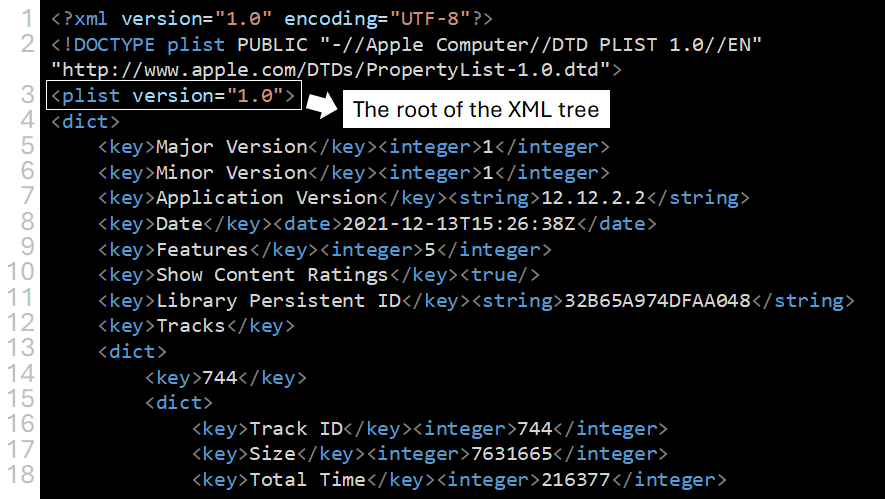 1 <?xml version="1.0" encoding="UTF-8"?>
2 <!DOCTYPE plist PUBLIC "-//Apple Computer//DTD PLIST 1.0//EN"
"http://www.apple.com/DTDs/PropertyList-1.0.dtd">
3 <plist version="1.0"> The root of the XML tree
4 <dict>
5 <key>Major Version</key><integer>1</integer>
6 <key>Minor Version</key><integer>1</integer>
7 <key>Application Version</key><string>12.12.2.2</string>
8 <key>Date</key><date>2021-12-13T15:26:38Z</date>
9 <key>Features</key><integer>5</integer>
10 <key>Show Content Ratings</key><true/>
11 <key>Library Persistent ID</key><string>32B65A974DFAA048</string>
12 <key>Tracks</key>
13 <dict>
14 <key>744</key>
15 <dict>
16 <key>Track ID</key><integer>744</integer>
17 <key>Size</key><integer>7631665</integer>
18 <key>Total Time</key><integer>216377</integer>